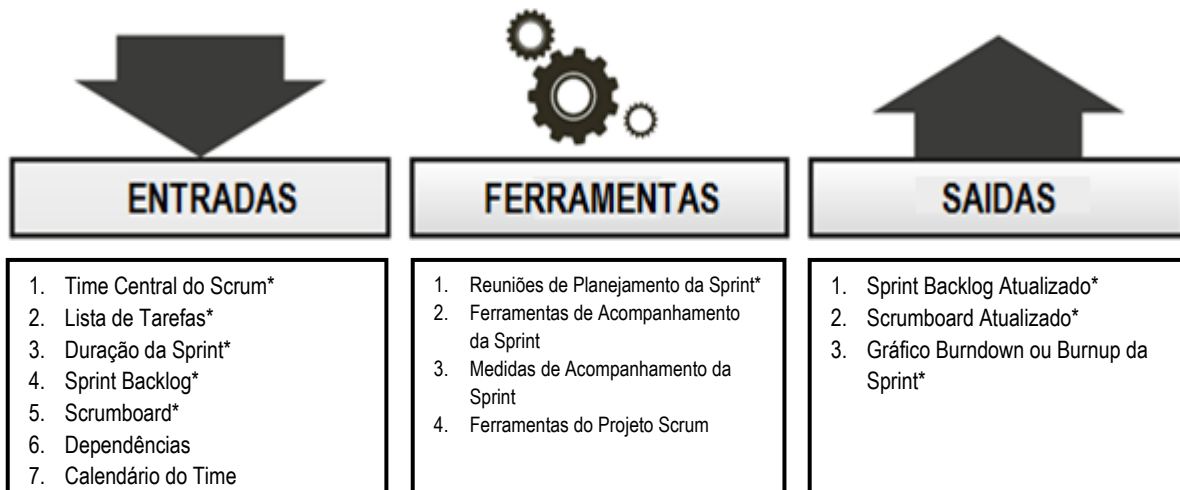 ENTRADAS
1. Time Central do Scrum*
2. Lista de Tarefas*
3. Duração da Sprint*
4. Sprint Backlog*
5. Scrumboard*
6. Dependências
7. Calendário do Time
FERRAMENTAS
1. Reuniões de Planejamento da Sprint*
2. Ferramentas de Acompanhamento
da Sprint
3. Medidas de Acompanhamento da
Sprint
4. Ferramentas do Projeto Scrum
SAIDAS
1. Sprint Backlog Atualizado*
2. Scrumboard Atualizado*
3. Gráfico Burndown ou Burnup da
Sprint*